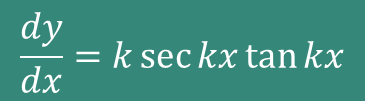 dy/dx = k sec kx tan kx